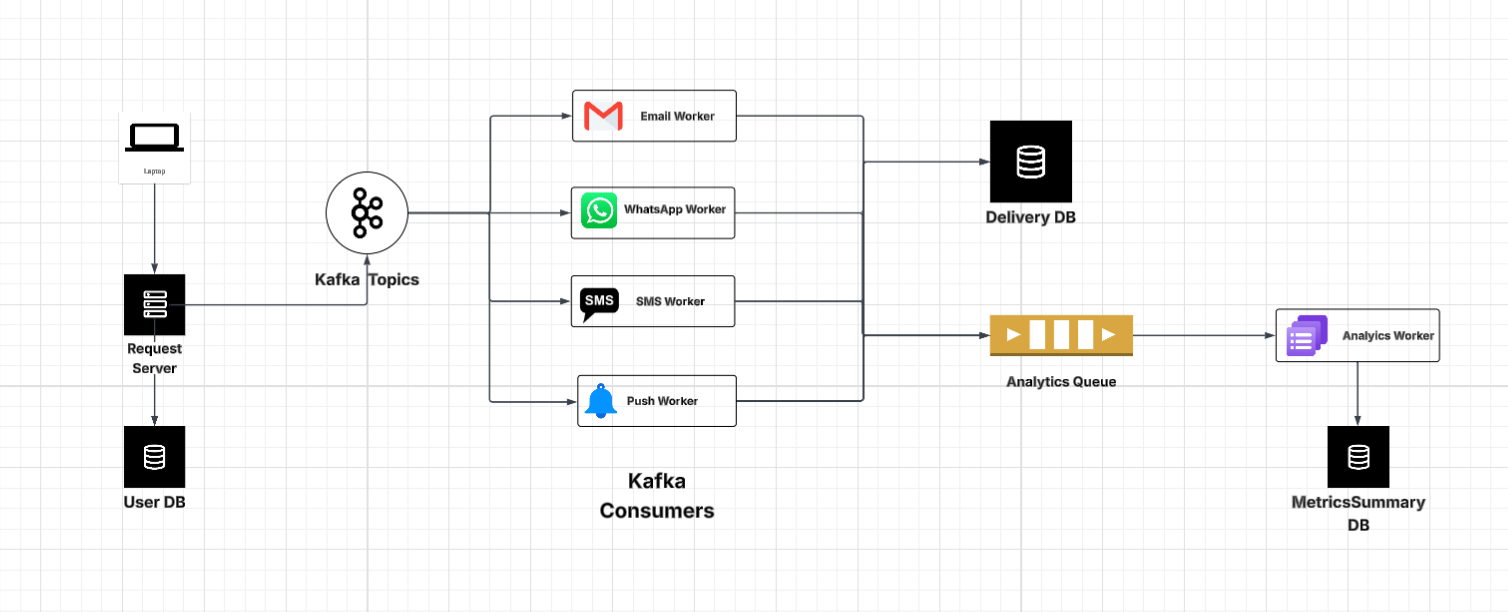 Laptop
Request
Server
User DB
Kafka Topics
Email Worker
WhatsApp Worker
SMS
SMS Worker
Push Worker
Kafka
Consumers
Delivery DB
Analytics Queue
Analyics Worker
MetricsSummary
DB